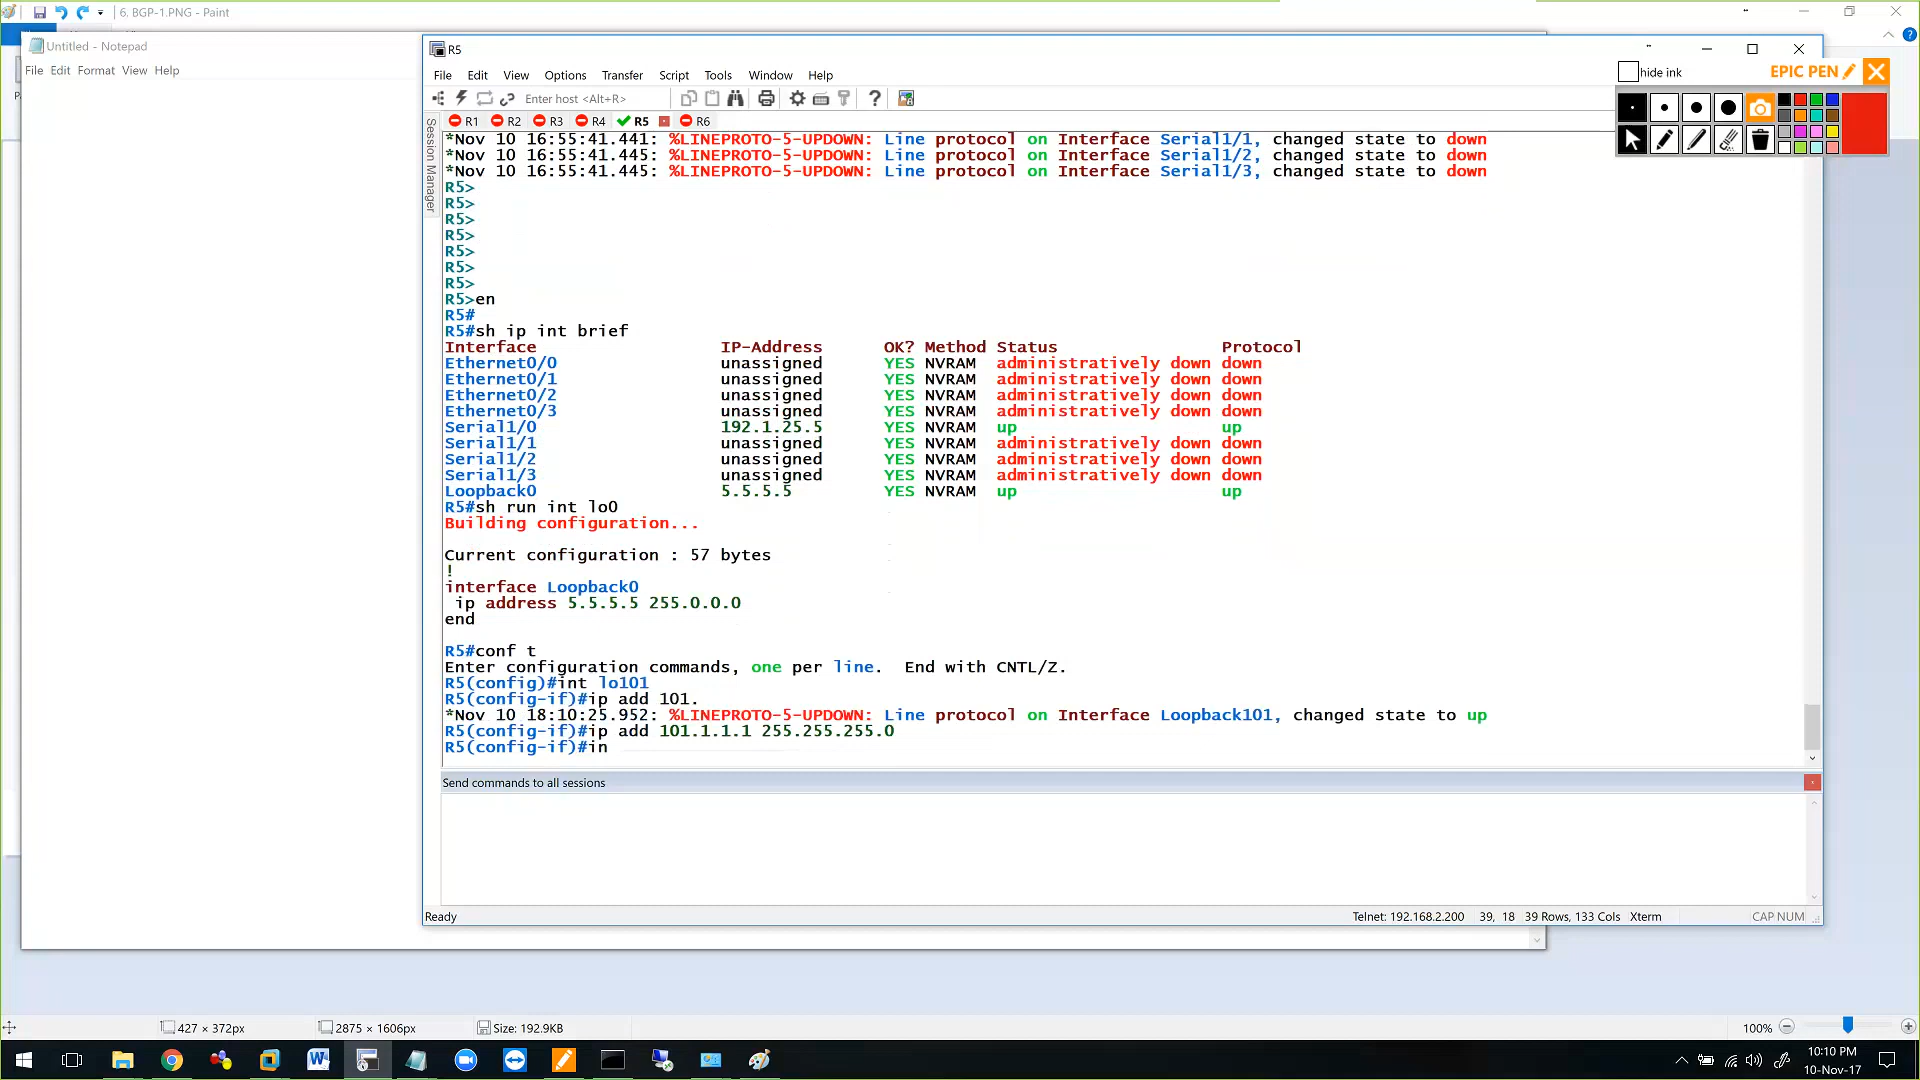 6. BGP-1.PNG - Paint
Untitled - Notepad
File Edit Format View Help
R5
File Edit View Options Transfer Script Tools Window Help
hide ink
EPIC PEN
Enter host <Alt+R>
R1 R2 R3 R4 R5 R6
Session Manager
*Nov 10 16:55:41.441: %LINEPROTO-5-UPDOWN: Line protocol on Interface Serial1/1, changed state to down
*Nov 10 16:55:41.445: %LINEPROTO-5-UPDOWN: Line protocol on Interface Serial1/2, changed state to down
*Nov 10 16:55:41.445: %LINEPROTO-5-UPDOWN: Line protocol on Interface Serial1/3, changed state to down
R5>
R5>
R5>
R5>
R5>
R5>
R5>
R5>en
R5#
R5#sh ip int brief
Interface IP-Address OK? Method Status Protocol
Ethernet0/0 unassigned YES NVRAM administratively down down
Ethernet0/1 unassigned YES NVRAM administratively down down
Ethernet0/2 unassigned YES NVRAM administratively down down
Ethernet0/3 unassigned YES NVRAM administratively down down
Serial1/0 192.1.25.5 YES NVRAM up up
Serial1/1 unassigned YES NVRAM administratively down down
Serial1/2 unassigned YES NVRAM administratively down down
Serial1/3 unassigned YES NVRAM administratively down down
Loopback0 5.5.5.5 YES NVRAM up up
R5#sh run int lo0
Building configuration...
Current configuration : 57 bytes
!
interface Loopback0
ip address 5.5.5.5 255.0.0.0
end
R5#conf t
Enter configuration commands, one per line. End with CNTL/Z.
R5(config)#int lo101
R5(config-if)#ip add 101.
*Nov 10 18:10:25.952: %LINEPROTO-5-UPDOWN: Line protocol on Interface Loopback101, changed state to up
R5(config-if)#ip add 101.1.1.1 255.255.255.0
R5(config-if)#in
Send commands to all sessions
Ready
Telnet: 192.168.2.200 39, 18 39 Rows, 133 Cols Xterm CAP NUM
427 × 372px 2875 × 1606px Size: 192.9KB 100%
10:10 PM
10-Nov-17